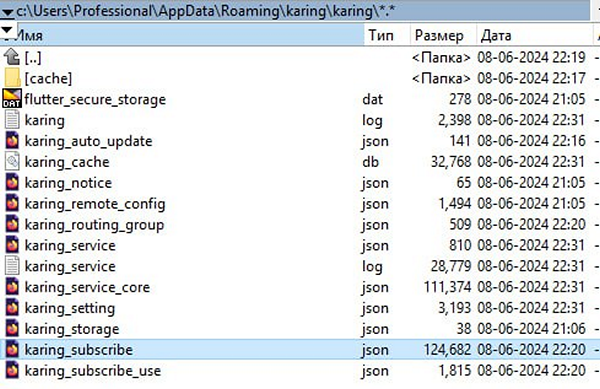 c:\Users\Professional\AppData\Roaming\karing\karing\*.*
Имя Тип Размер Дата
[..] <Папка> 08-06-2024 22:19 -
[cache] <Папка> 08-06-2024 22:17 -
flutter_secure_storage dat 278 08-06-2024 21:05 -
karing log 2,398 08-06-2024 22:31 -
karing_auto_update json 141 08-06-2024 22:16 -
karing_cache db 32,768 08-06-2024 22:31 -
karing_notice json 65 08-06-2024 21:05 -
karing_remote_config json 1,494 08-06-2024 21:05 -
karing_routing_group json 509 08-06-2024 22:20 -
karing_service json 810 08-06-2024 22:31 -
karing_service log 28,779 08-06-2024 22:31 -
karing_service_core json 111,374 08-06-2024 22:31 -
karing_setting json 3,193 08-06-2024 22:31 -
karing_storage json 38 08-06-2024 21:06 -
karing_subscribe json 124,682 08-06-2024 22:20 -
karing_subscribe_use json 1,815 08-06-2024 22:20 -